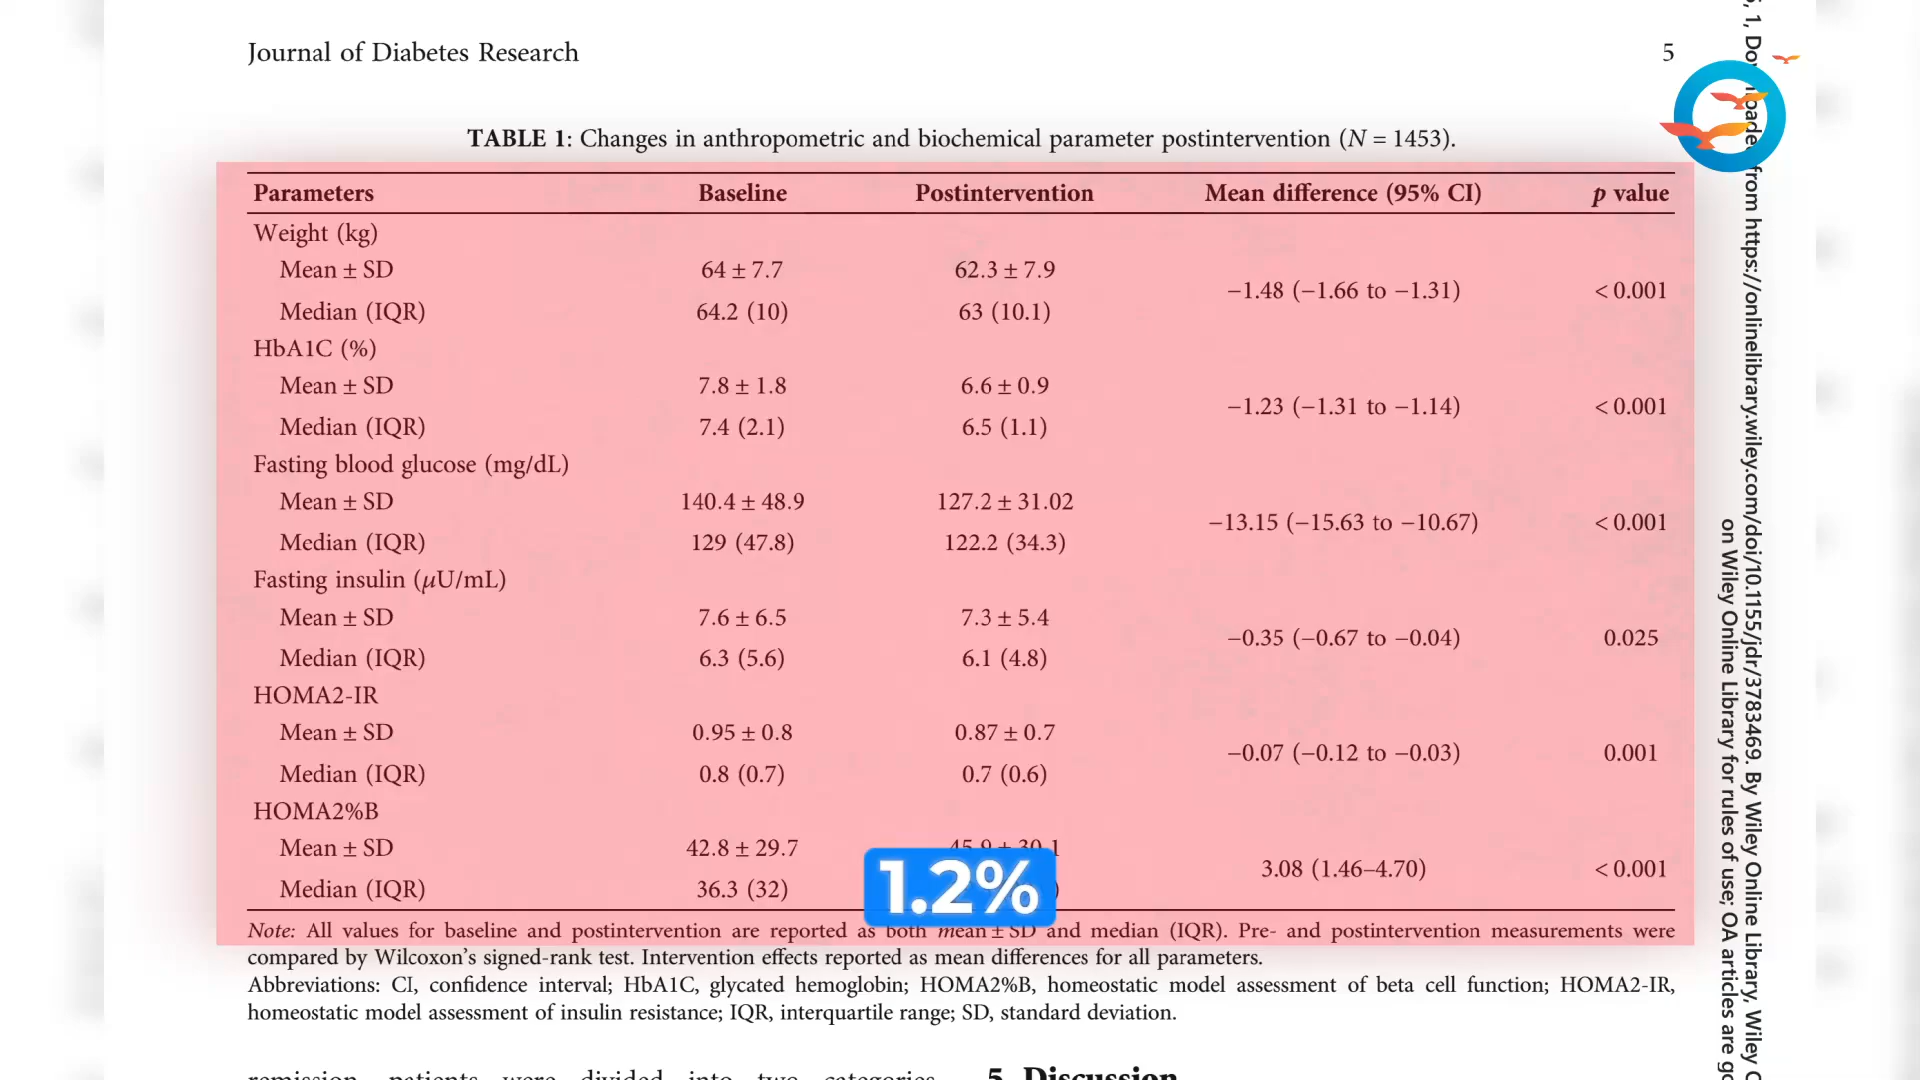 Journal of Diabetes Research
5
TABLE 1: Changes in anthropometric and biochemical parameter postintervention (N = 1453).
Parameters Baseline Postintervention Mean difference (95% CI) p value
Weight (kg)
Mean ± SD 64 ± 7.7 62.3 ± 7.9
−1.48 (−1.66 to −1.31) < 0.001
Median (IQR) 64.2 (10) 63 (10.1)
HbA1C (%)
Mean ± SD 7.8 ± 1.8 6.6 ± 0.9
−1.23 (−1.31 to −1.14) < 0.001
Median (IQR) 7.4 (2.1) 6.5 (1.1)
Fasting blood glucose (mg/dL)
Mean ± SD 140.4 ± 48.9 127.2 ± 31.02
−13.15 (−15.63 to −10.67) < 0.001
Median (IQR) 129 (47.8) 122.2 (34.3)
Fasting insulin (μU/mL)
Mean ± SD 7.6 ± 6.5 7.3 ± 5.4
−0.35 (−0.67 to −0.04) 0.025
Median (IQR) 6.3 (5.6) 6.1 (4.8)
HOMA2-IR
Mean ± SD 0.95 ± 0.8 0.87 ± 0.7
−0.07 (−0.12 to −0.03) 0.001
Median (IQR) 0.8 (0.7) 0.7 (0.6)
HOMA2%B
Mean ± SD 42.8 ± 29.7 45.9 ± 30.1
3.08 (1.46–4.70) < 0.001
Median (IQR) 36.3 (32)
1.2%
Note: All values for baseline and postintervention are reported as both mean ± SD and median (IQR). Pre- and postintervention measurements were
compared by Wilcoxon's signed-rank test. Intervention effects reported as mean differences for all parameters.
Abbreviations: CI, confidence interval; HbA1C, glycated hemoglobin; HOMA2%B, homeostatic model assessment of beta cell function; HOMA2-IR,
homeostatic model assessment of insulin resistance; IQR, interquartile range; SD, standard deviation.
remission, patients were divided into two categories
5. Discussion
, 1, Downloaded from https://onlinelibrary.wiley.com/doi/10.1155/jdr/3783469. By Wiley Online Library, Wiley
on Wiley Online Library for rules of use; OA articles are